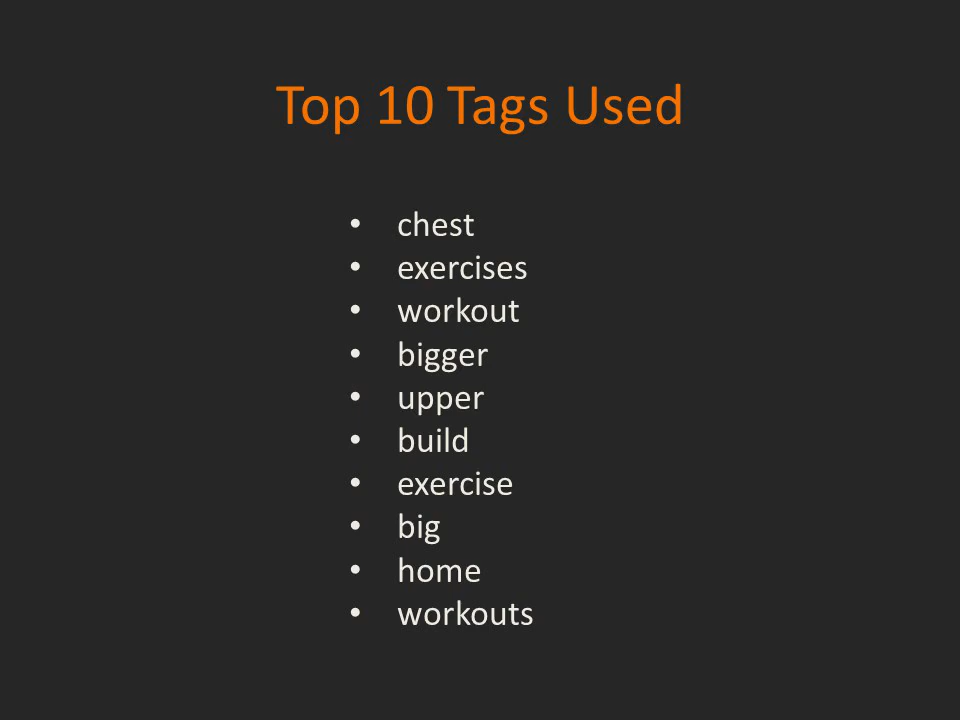 Top 10 Tags Used
• chest
• exercises
• workout
• bigger
• upper
• build
• exercise
• big
• home
• workouts